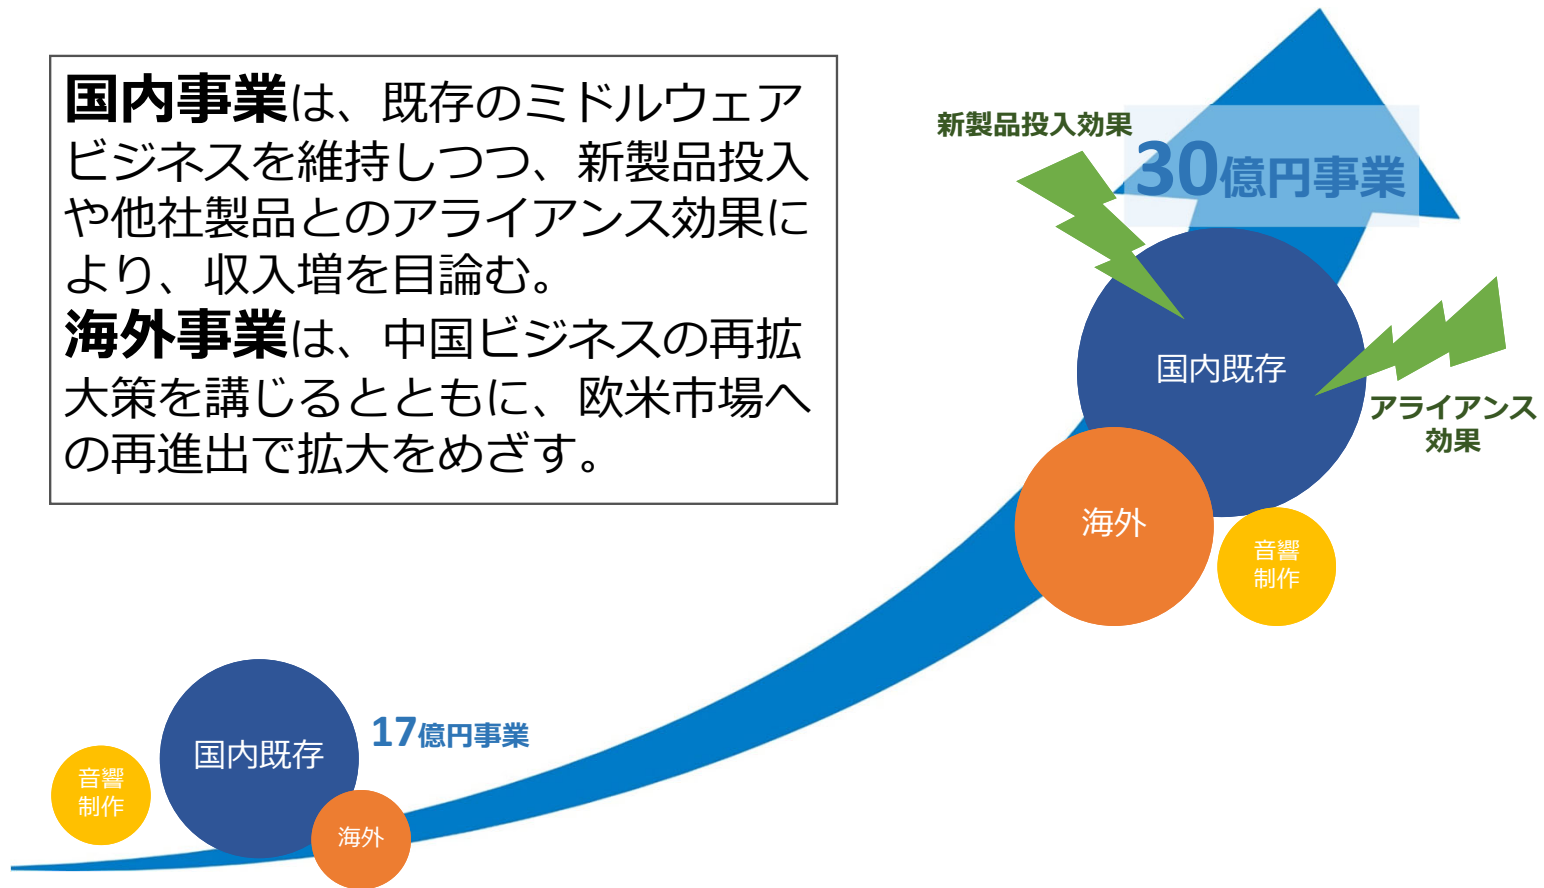 国内事業は、既存のミドルウェア
ビジネスを維持しつつ、新製品投入
や他社製品とのアライアンス効果に
より、収入増を目論む。
海外事業は、中国ビジネスの再拡
大策を講じるとともに、欧米市場へ
の再進出で拡大をめざす。
新製品投入効果
30億円事業
国内既存
アライアンス
効果
海外
音響
制作
17億円事業
国内既存
音響
制作
海外